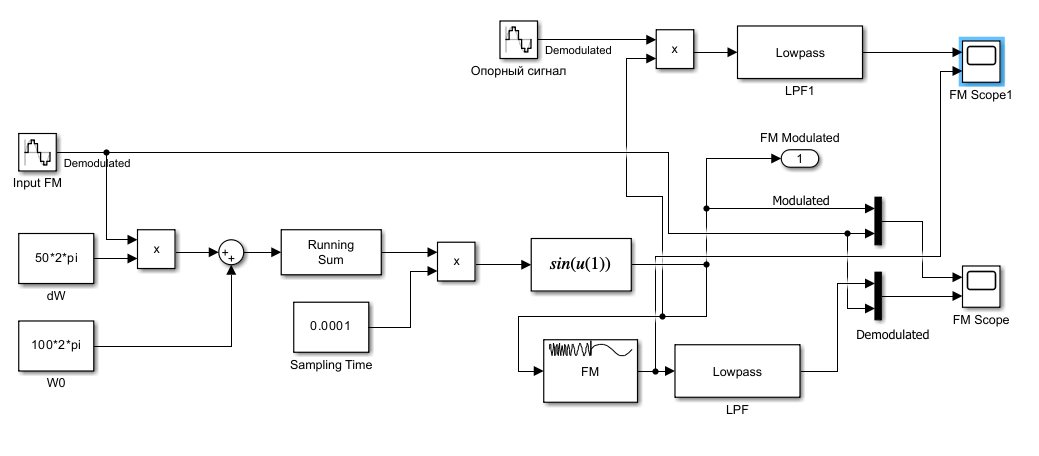 Demodulated
x
Lowpass
Опорный сигнал
LPF1
FM Scope1
FM Modulated
1
Demodulated
Input FM
Modulated
50*2*pi
x
Running
Sum
x
sin(u(1))
dW
100*2*pi
W0
0.0001
Sampling Time
FM Scope
Demodulated
FM
Lowpass
LPF